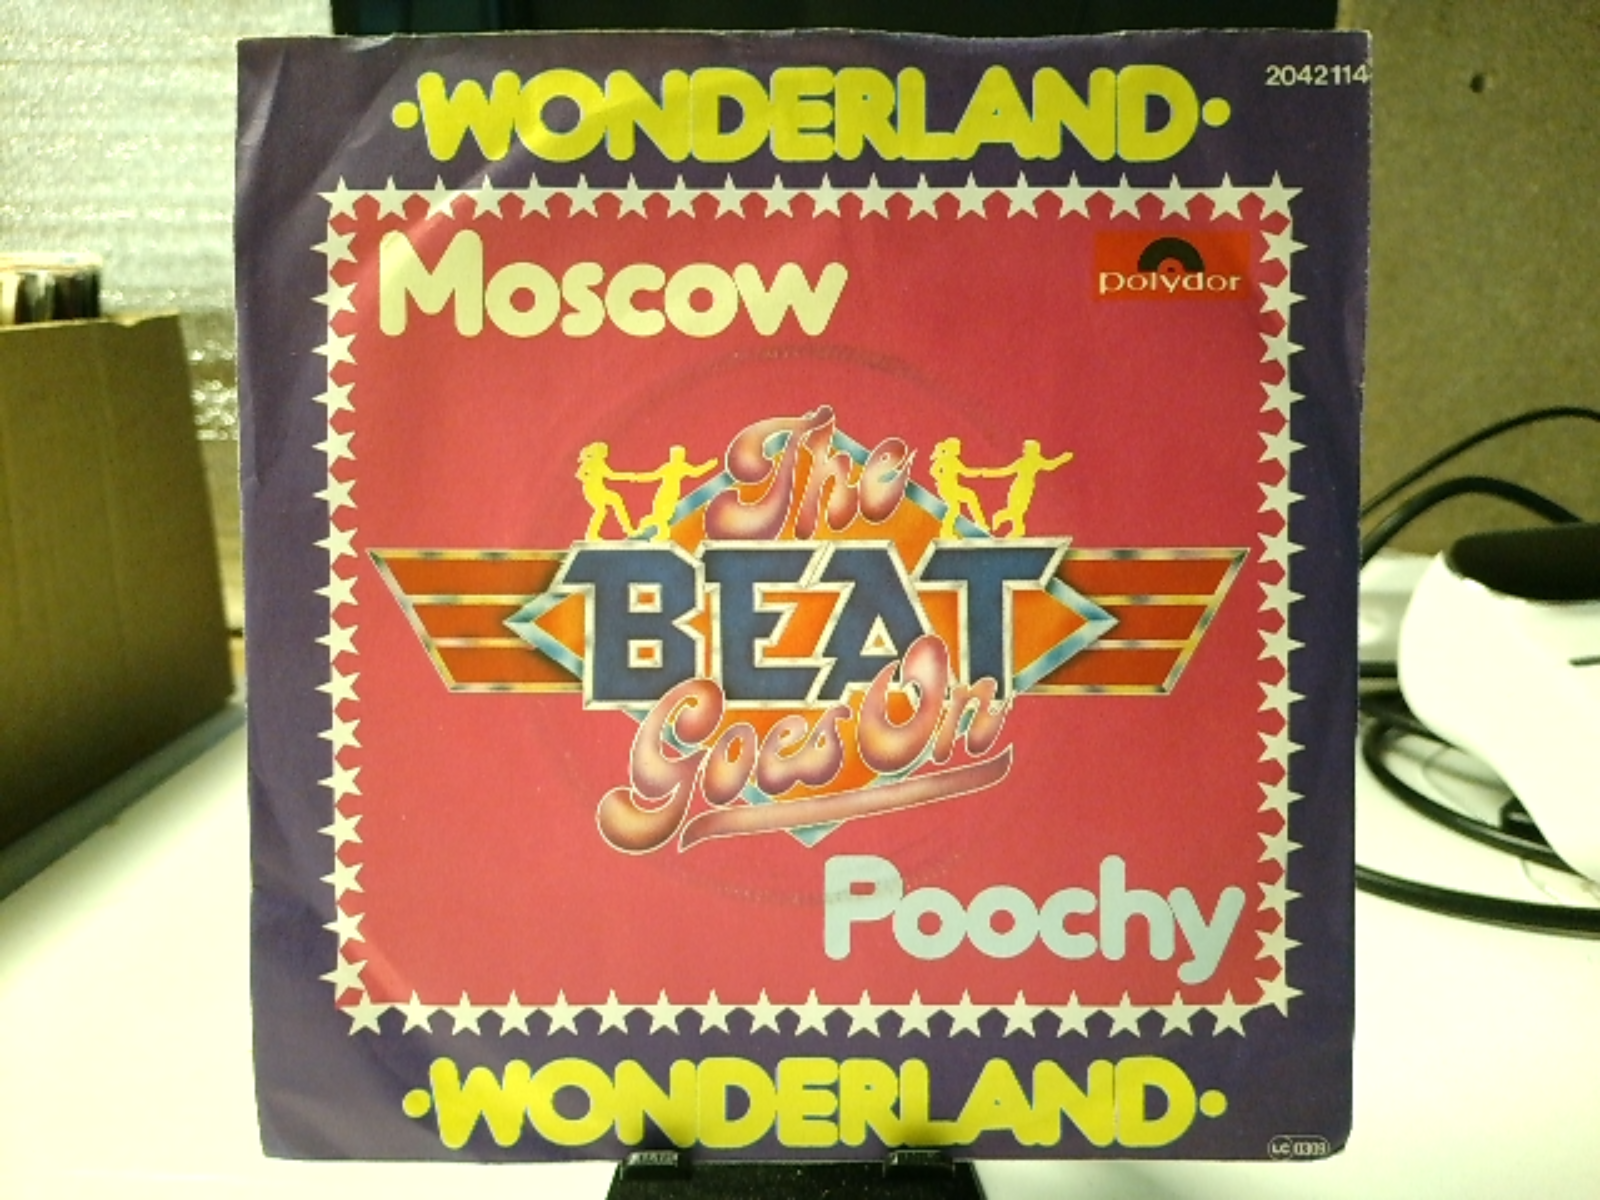 •WONDERLAND•
2042114
Moscow
polydor
The
BEAT
Goes On
Poochy
•WONDERLAND•
LC 0309